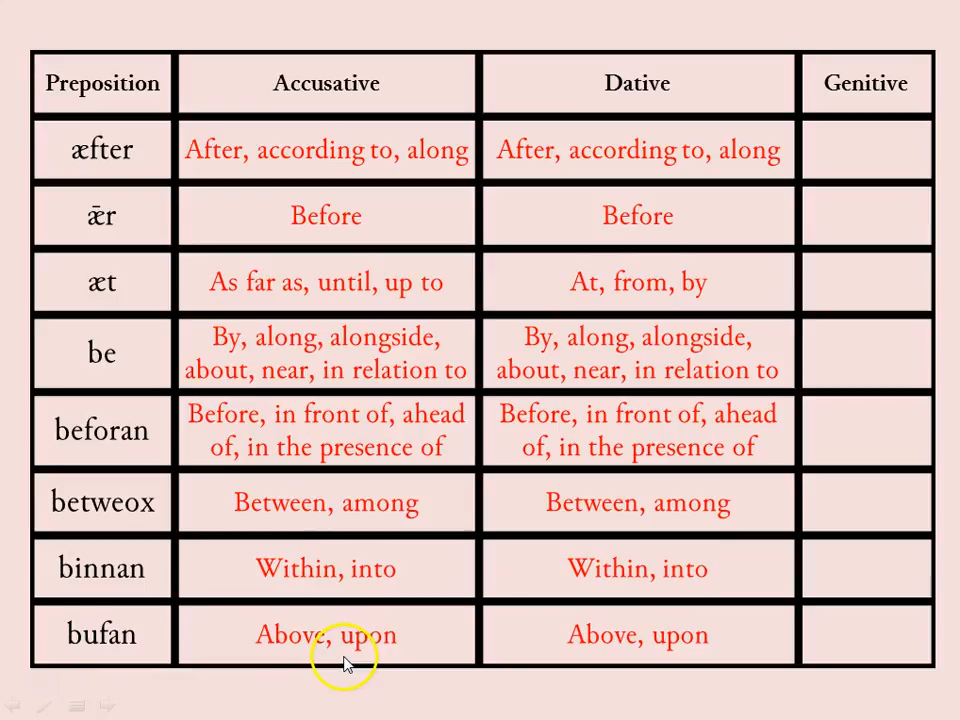 Preposition Accusative Dative Genitive
æfter After, according to, along After, according to, along
ǣr Before Before
æt As far as, until, up to At, from, by
be By, along, alongside, about, near, in relation to By, along, alongside, about, near, in relation to
beforan Before, in front of, ahead of, in the presence of Before, in front of, ahead of, in the presence of
betweox Between, among Between, among
binnan Within, into Within, into
bufan Above, upon Above, upon